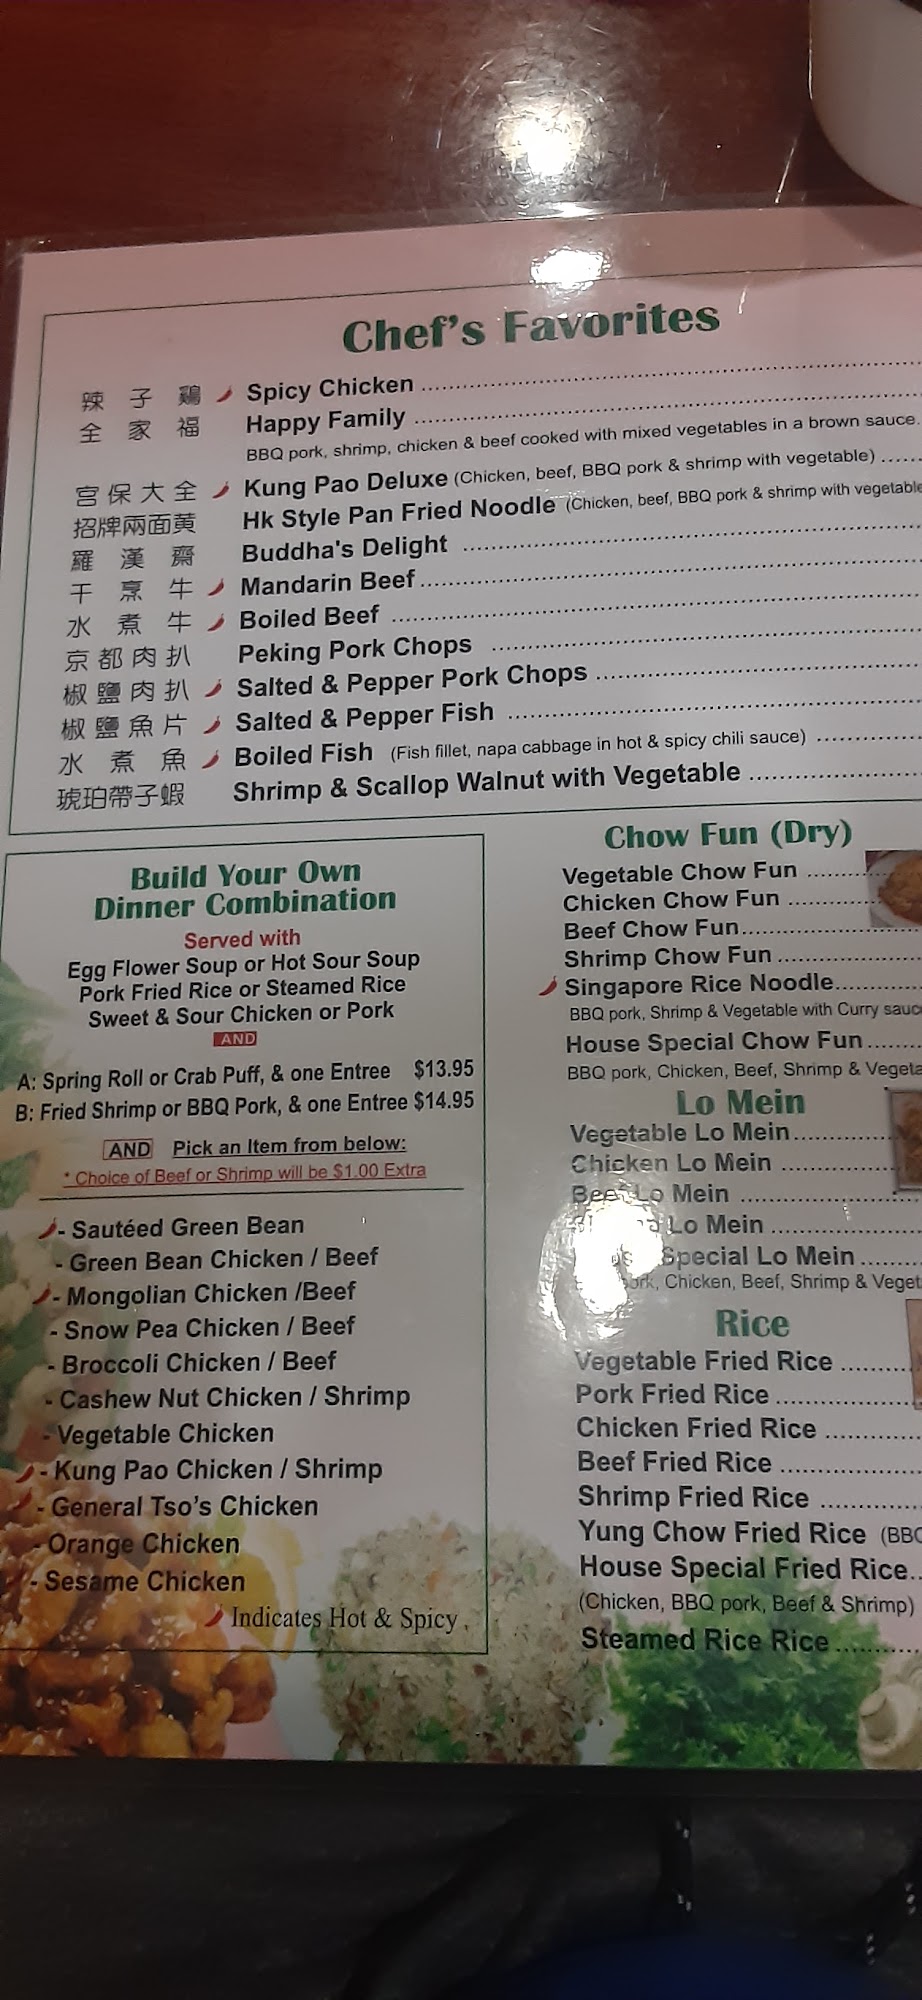 Chef's Favorites
辣子鷄 Spicy Chicken
全家福 Happy Family
BBQ pork, shrimp, chicken & beef cooked with mixed vegetables in a brown sauce.
宮保大全 Kung Pao Deluxe (Chicken, beef, BBQ pork & shrimp with vegetable)
招牌兩面黃 Hk Style Pan Fried Noodle (Chicken, beef, BBQ pork & shrimp with vegetable
羅漢齋 Buddha's Delight
干烹牛 Mandarin Beef
水煮牛 Boiled Beef
京都肉扒 Peking Pork Chops
椒鹽肉扒 Salted & Pepper Pork Chops
椒鹽魚片 Salted & Pepper Fish
水煮魚 Boiled Fish (Fish fillet, napa cabbage in hot & spicy chili sauce)
琥珀帶子蝦 Shrimp & Scallop Walnut with Vegetable
Build Your Own
Dinner Combination
Served with
Egg Flower Soup or Hot Sour Soup
Pork Fried Rice or Steamed Rice
Sweet & Sour Chicken or Pork
AND
A: Spring Roll or Crab Puff, & one Entree $13.95
B: Fried Shrimp or BBQ Pork, & one Entree $14.95
AND Pick an Item from below:
* Choice of Beef or Shrimp will be $1.00 Extra
- Sautéed Green Bean
- Green Bean Chicken / Beef
- Mongolian Chicken /Beef
- Snow Pea Chicken / Beef
- Broccoli Chicken / Beef
- Cashew Nut Chicken / Shrimp
- Vegetable Chicken
- Kung Pao Chicken / Shrimp
- General Tso's Chicken
- Orange Chicken
- Sesame Chicken
Indicates Hot & Spicy
Chow Fun (Dry)
Vegetable Chow Fun
Chicken Chow Fun
Beef Chow Fun
Shrimp Chow Fun
Singapore Rice Noodle
BBQ pork, Shrimp & Vegetable with Curry sauc
House Special Chow Fun
BBQ pork, Chicken, Beef, Shrimp & Vegeta
Lo Mein
Vegetable Lo Mein
Chicken Lo Mein
Beef Lo Mein
Lo Mein
Special Lo Mein
Chicken, Beef, Shrimp & Veget
Rice
Vegetable Fried Rice
Pork Fried Rice
Chicken Fried Rice
Beef Fried Rice
Shrimp Fried Rice
Yung Chow Fried Rice (BBQ
House Special Fried Rice
(Chicken, BBQ pork, Beef & Shrimp)
Steamed Rice Rice